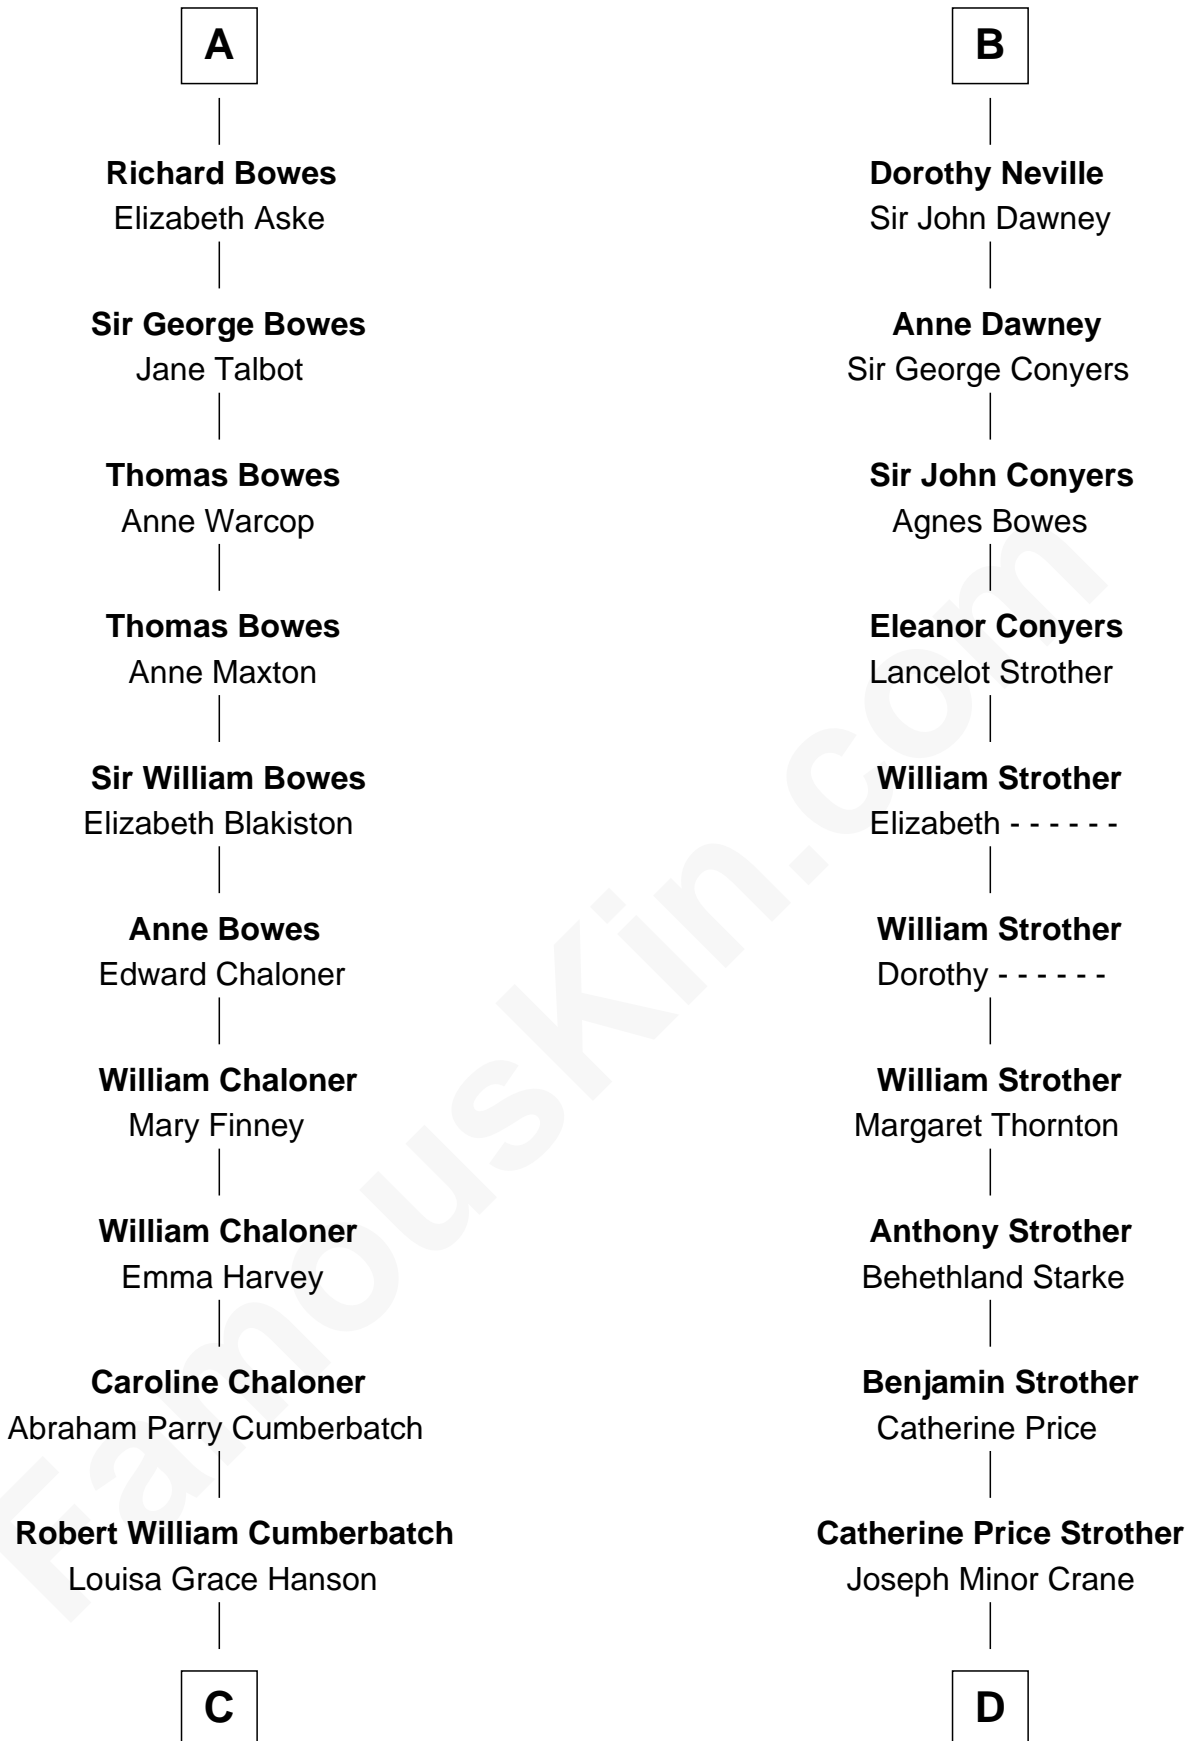 A
Richard Bowes
Elizabeth Aske
Sir George Bowes
Jane Talbot
Thomas Bowes
Anne Warcop
Thomas Bowes
Anne Maxton
Sir William Bowes
Elizabeth Blakiston
Anne Bowes
Edward Chaloner
William Chaloner
Mary Finney
William Chaloner
Emma Harvey
Caroline Chaloner
Abraham Parry Cumberbatch
Robert William Cumberbatch
Louisa Grace Hanson
C
B
Dorothy Neville
Sir John Dawney
Anne Dawney
Sir George Conyers
Sir John Conyers
Agnes Bowes
Eleanor Conyers
Lancelot Strother
William Strother
Elizabeth - - - - - -
William Strother
Dorothy - - - - - -
William Strother
Margaret Thornton
Anthony Strother
Behethland Starke
Benjamin Strother
Catherine Price
Catherine Price Strother
Joseph Minor Crane
D
FamousKin.com